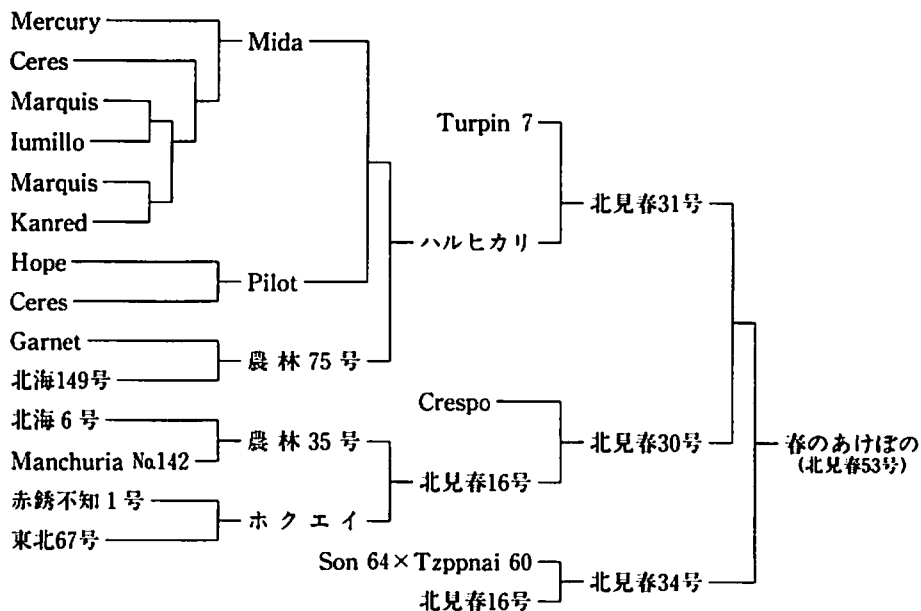 Mercury
Mida
Ceres
Marquis
Iumillo
Marquis
Kanred
Hope
Pilot
Ceres
Garnet
農林 75 号
北海149号
北海 6 号
農林 35 号
Manchuria No.142
赤銹不知 1 号
ホクエイ
東北67号
Turpin 7
北見春31号
ハルヒカリ
Crespo
北見春30号
北見春16号
Son 64×Tzppnai 60
北見春34号
北見春16号
春のあけぼの
(北見春53号)